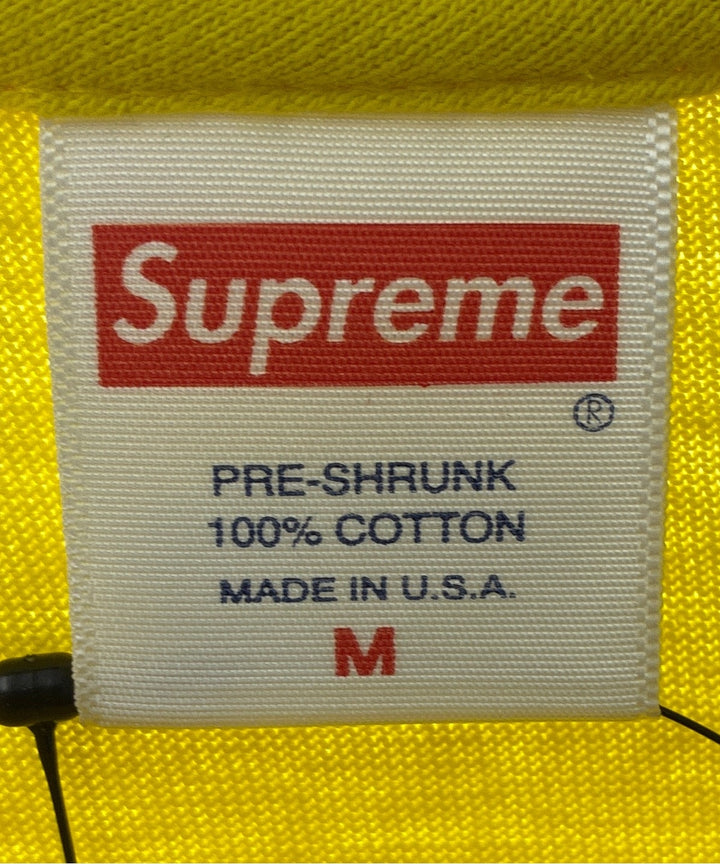 Supreme
®
PRE-SHRUNK
100% COTTON
MADE IN U.S.A.
M